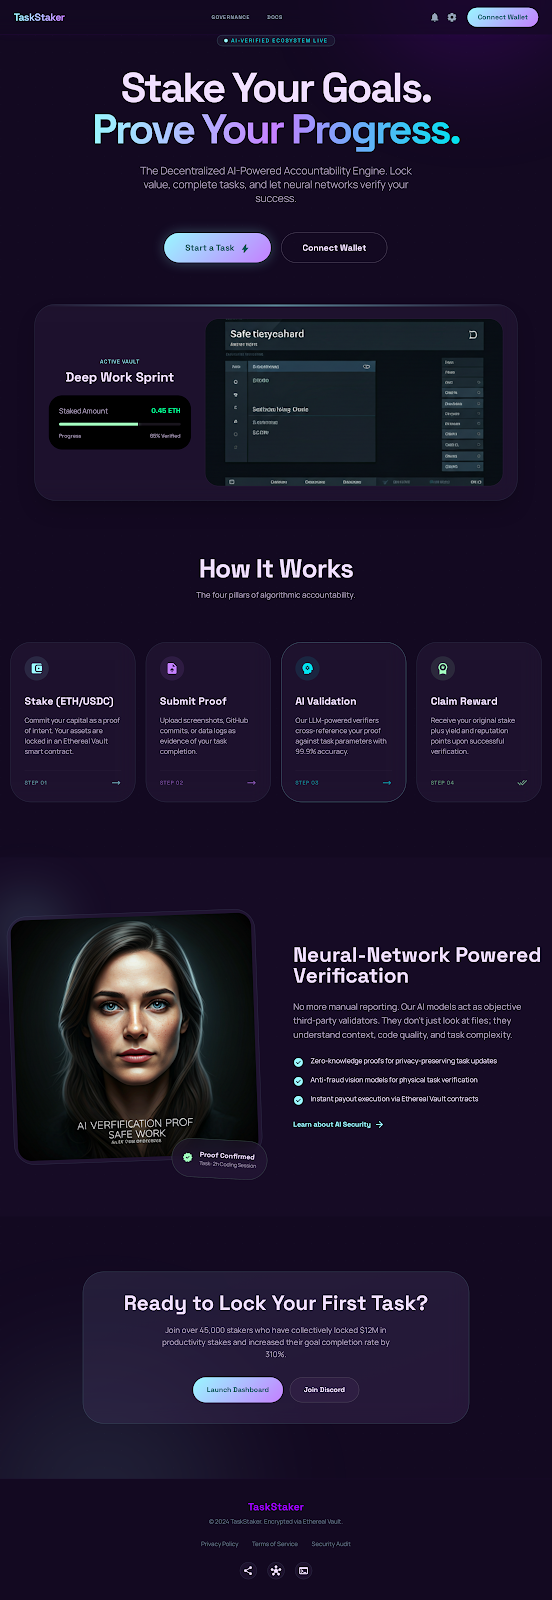 TaskStaker
GOVERNANCE
DOCS
Connect Wallet
AI-VERIFIED ECOSYSTEM LIVE
Stake Your Goals.
Prove Your Progress.
The Decentralized AI-Powered Accountability Engine. Lock
value, complete tasks, and let neural networks verify your
success.
Start a Task
Connect Wallet
ACTIVE VAULT
Deep Work Sprint
Staked Amount
0.45 ETH
Progress
Verified
How It Works
The four pillars of algorithmic accountability.
Stake (ETH/USDC)
Commit your capital as a proof
of intent. Your assets are
locked in an Ethereal Vault
smart contract.
STEP 01
Submit Proof
Upload screenshots, GitHub
commits, or data logs as
evidence of your task
completion.
STEP 02
AI Validation
Our LLM-powered verifiers
cross-reference your proof
against task parameters with
99.9% accuracy.
STEP 03
Claim Reward
Receive your original stake
plus yield and reputation
points upon successful
verification.
STEP 04
AI VERFIFICATION PROF
SAFE WORK
Proof Confirmed
Task: 2h Coding Session
Neural-Network Powered
Verification
No more manual reporting. Our AI models act as objective
third-party validators. They don't just look at files; they
understand context, code quality, and task complexity.
Zero-knowledge proofs for privacy-preserving task updates
Anti-fraud vision models for physical task verification
Instant payout execution via Ethereal Vault contracts
Learn about AI Security
Ready to Lock Your First Task?
Join over 45,000 stakers who have collectively locked $12M in
productivity stakes and increased their goal completion rate by
310%.
Launch Dashboard
Join Discord
TaskStaker
© 2024 TaskStaker. Encrypted via Ethereal Vault.
Privacy Policy
Terms of Service
Security Audit